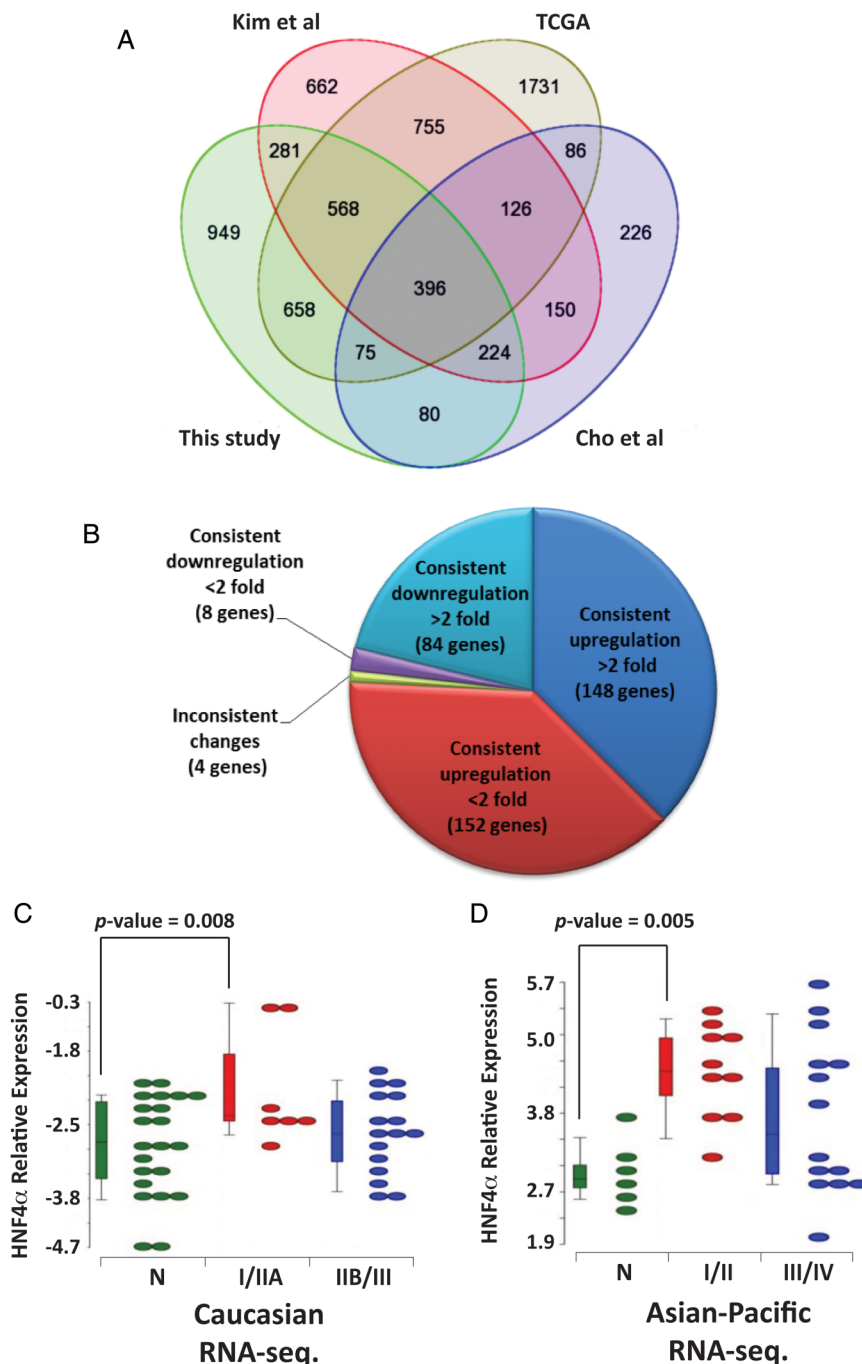 A
Kim et al
TCGA
662
1731
755
281
86
568
126
949
226
396
658
150
75
224
80
This study
Cho et al
B
Consistent
downregulation
<2 fold
(8 genes)
Consistent
downregulation
>2 fold
(84 genes)
Consistent
upregulation
>2 fold
(148 genes)
Inconsistent
changes
(4 genes)
Consistent
upregulation
<2 fold
(152 genes)
C
p-value = 0.008
HNF4α Relative Expression
-0.3
-1.8
-2.5
-3.8
-4.7
N
I/IIA
IIB/III
Caucasian
RNA-seq.
D
p-value = 0.005
HNF4α Relative Expression
5.7
5.0
3.8
2.7
1.9
N
I/II
III/IV
Asian-Pacific
RNA-seq.